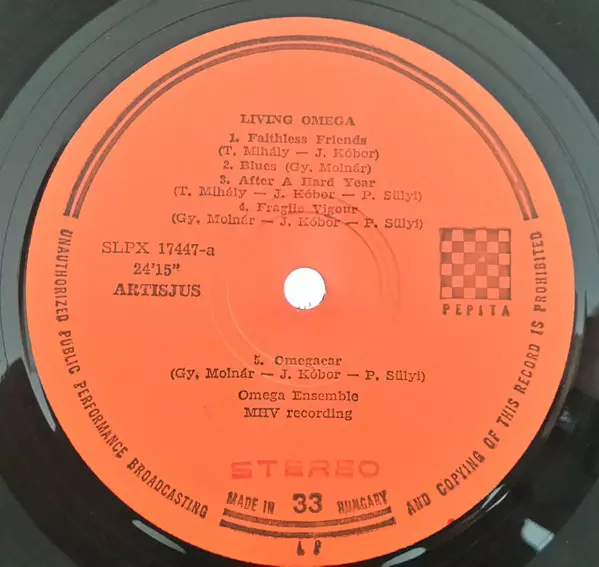 LIVING OMEGA
1. Faithless Friends
(T. Mihály — J. Kóbor)
2. Blues (Gy. Molnár)
3. After A Hard Year
(T. Mihály — J. Kóbor — P. Sülyi)
4. Fragile Vigour
(Gy, Molnár — J. Kóbor — P. Sülyi)
SLPX 17447-a
24'15"
ARTISJUS
PEPITA
5. Omegacar
(Gy, Molnár — J. Kóbor — P. Sülyi)
Omega Ensemble
MHV recording
STEREO
UNAUTHORIZED PUBLIC PERFORMANCE BROADCASTING AND COPYING OF THIS RECORD IS PROHIBITED
MADE IN 33 HUNGARY
LP